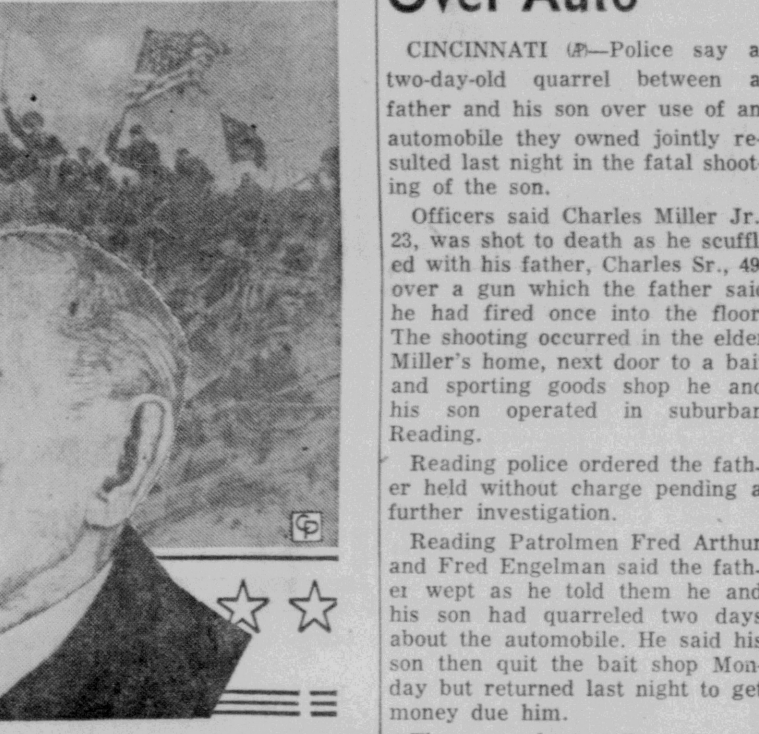 Over Auto
CINCINNATI (AP)—Police say a
two-day-old quarrel between a
father and his son over use of an
automobile they owned jointly re-
sulted last night in the fatal shoot-
ing of the son.
Officers said Charles Miller Jr.
23, was shot to death as he scuffl
ed with his father, Charles Sr., 49
over a gun which the father said
he had fired once into the floor
The shooting occurred in the elder
Miller's home, next door to a bai
and sporting goods shop he and
his son operated in suburban
Reading.
Reading police ordered the fath-
er held without charge pending a
further investigation.
Reading Patrolmen Fred Arthur
and Fred Engelman said the fath-
er wept as he told them he and
his son had quarreled two days
about the automobile. He said his
son then quit the bait shop Mon-
day but returned last night to get
money due him.
CP